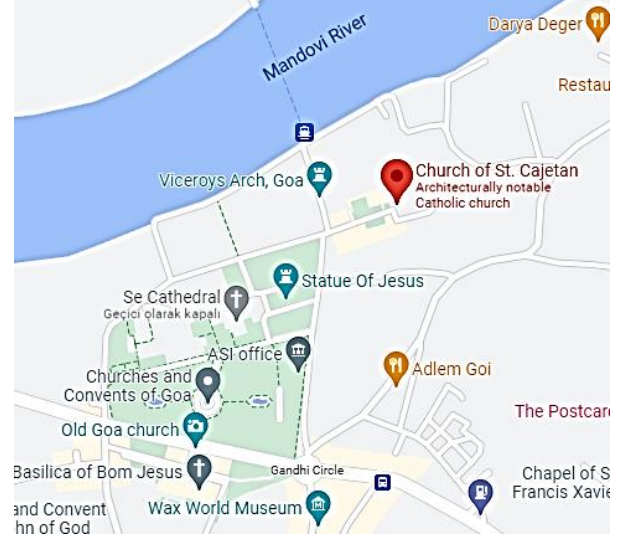 Mandovi River
Darya Deger
Restau
Viceroys Arch, Goa
Church of St. Cajetan
Architecturally notable
Catholic church
Statue Of Jesus
Se Cathedral
Geçici olarak kapalı
ASI office
Churches and
Convents of Goa
Adlem Goi
The Postcard
Old Goa church
Basilica of Bom Jesus
Gandhi Circle
Chapel of S
Francis Xavie
Wax World Museum
and Convent
ohn of God